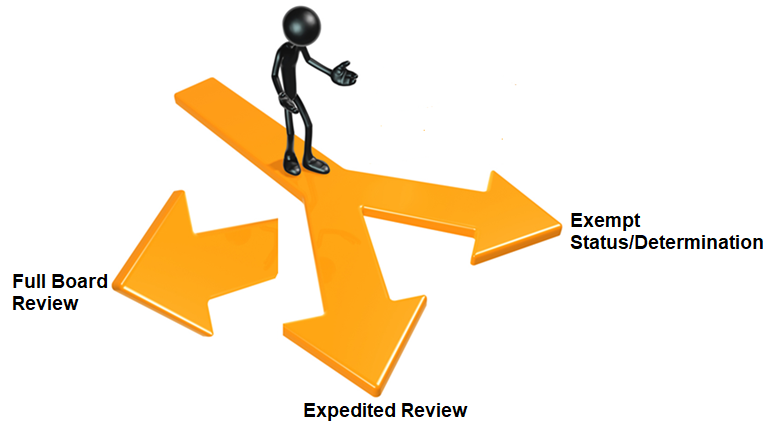 Full Board
Review
Expedited Review
Exempt
Status/Determination